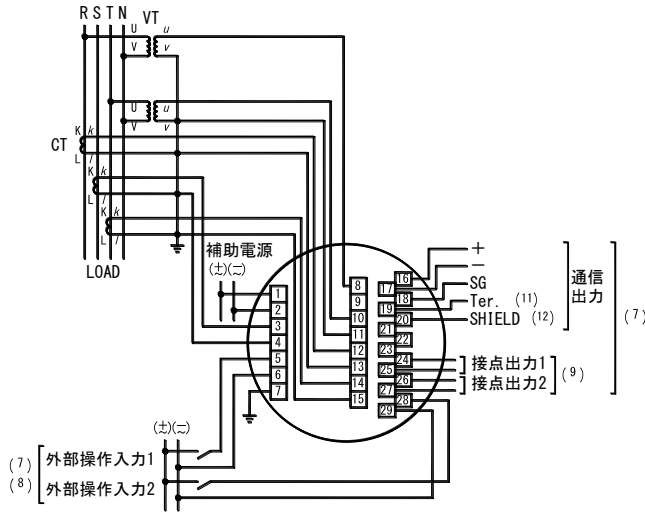 R S T N VT
U u
V v
U u
V v
CT
K k
L l
K k
L l
K k
L l
LOAD
補助電源
(±)(−)
1
2
3
4
5
6
7
8
9
10
11
12
13
14
15
16
17
18
19
20
21
22
23
24
25
26
27
28
29
+
−
SG
Ter. (11)
SHIELD (12)
通信
出力
(7)
接点出力1
接点出力2
(9)
(±)(−)
(7)
(8)
外部操作入力1
外部操作入力2